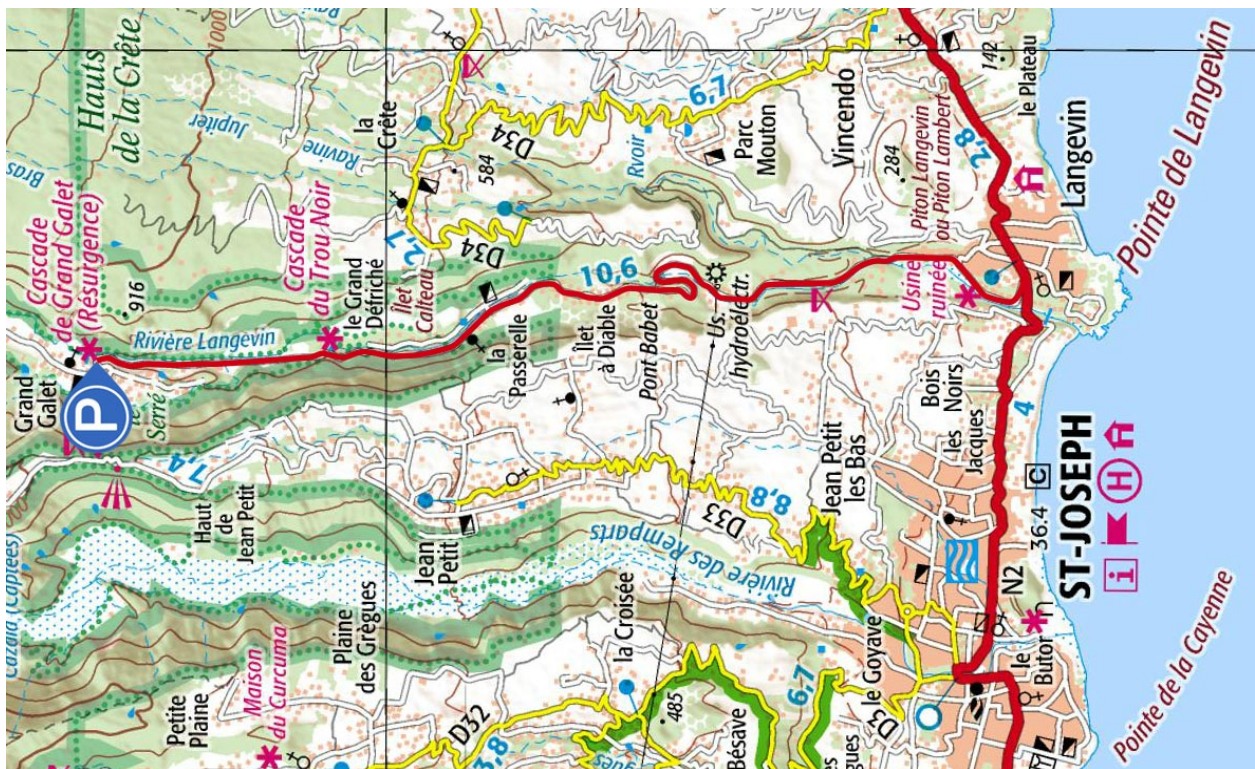 Hauts
de la Crête
1000
Bras
Jupiter
Ravine
la
Crête
D34
6,7
584
Rvoir
Parc
Mouton
Vincendo
284
142
le Plateau
2,8
Piton Langevin
ou Piton Lambert
Langevin
Pointe de Langevin
Cascade
de Grand Galet
(Résurgence)
916
Cascade
du Trou Noir
le Grand
Défriché
2,7
D34
Îlet
Calteau
10,6
Rivière Langevin
Usine
ruinée
Us.
hydroélectr.
Pont Babet
Îlet
à Diable
la
Passerelle
Grand
Galet
P
Serré
7,4
Haut
de
Jean Petit
Jean
Petit
8,8
D33
Jean Petit
les Bas
Bois
Noirs
les
Jacques
4
36.4
C
ST-JOSEPH
i
H
N2
Rivière des Remparts
Cazala (Captées)
Plaine
des Grègues
la Croisée
Maison
du Curcuma
Petite
Plaine
D32
3,8
485
Bésave
6,7
le Goyave
D3
le
Butor
Pointe de la Cayenne